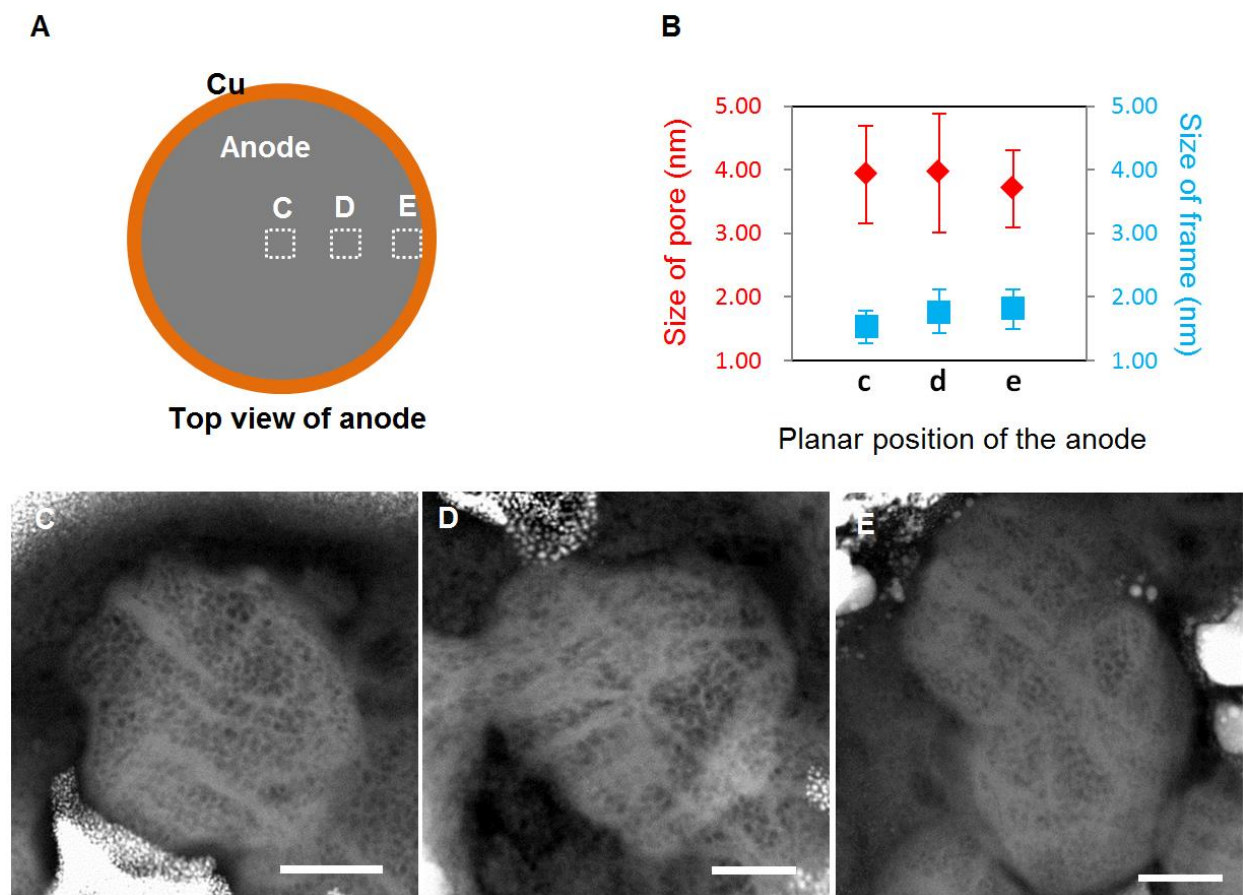 A
Cu
Anode
C
D
E
Top view of anode
B
Size of pore (nm)
5.00
4.00
3.00
2.00
1.00
5.00
4.00
3.00
2.00
1.00
Size of frame (nm)
c d e
Planar position of the anode
C
D
E